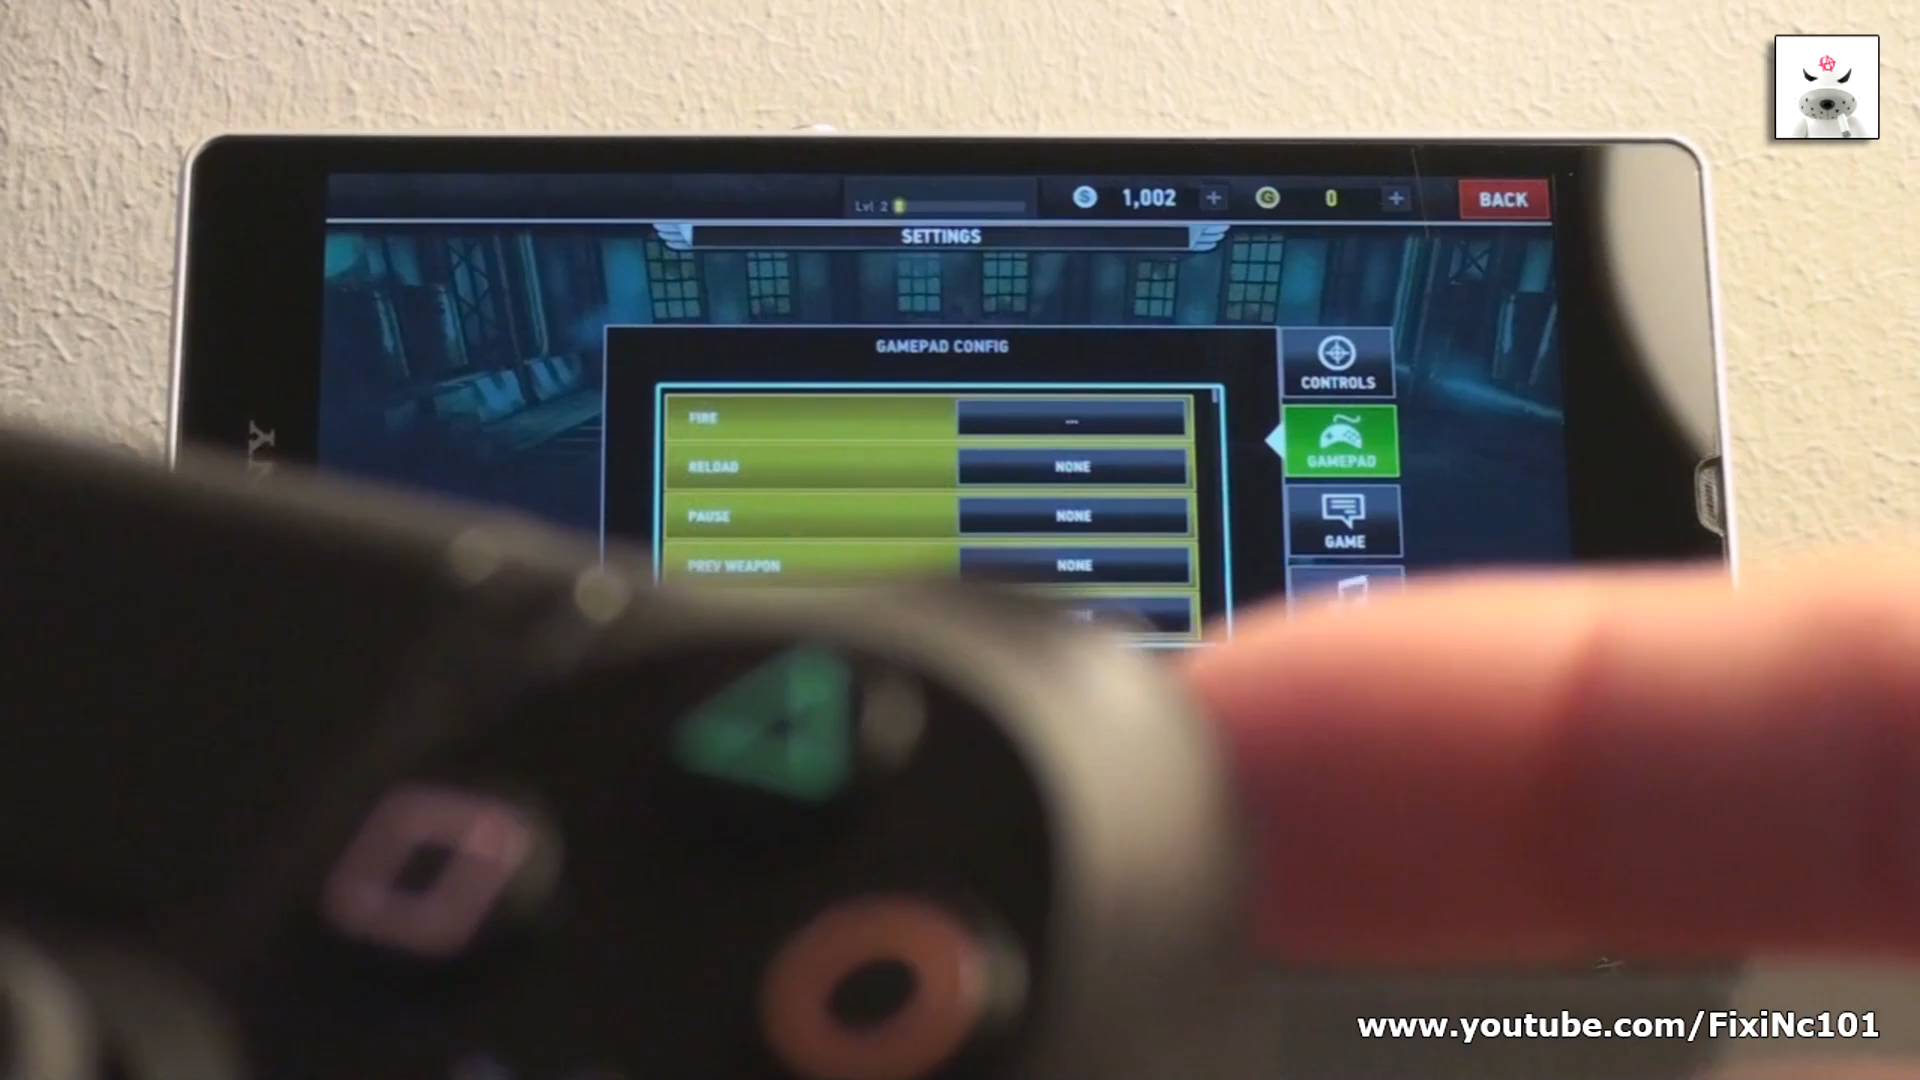 Lvl 2
1,002
0
BACK
SETTINGS
GAMEPAD CONFIG
CONTROLS
FIRE
---
GAMEPAD
RELOAD
NONE
PAUSE
NONE
GAME
PREV WEAPON
NONE
www.youtube.com/FixiNc101